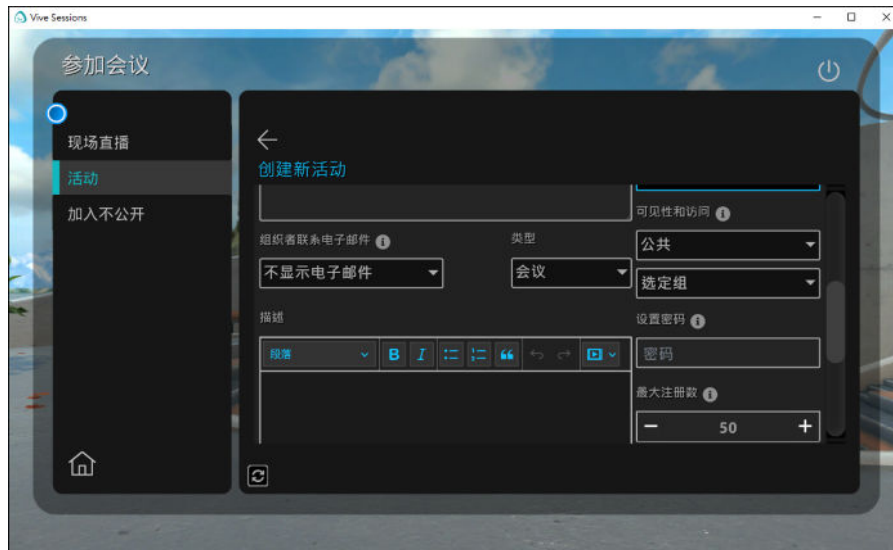 Vive Sessions
参加会议
现场直播
活动
加入不公开
创建新活动
可见性和访问
组织者联系电子邮件
类型
公共
不显示电子邮件
会议
选定组
描述
设置密码
段落
B I
密码
最大注册数
50